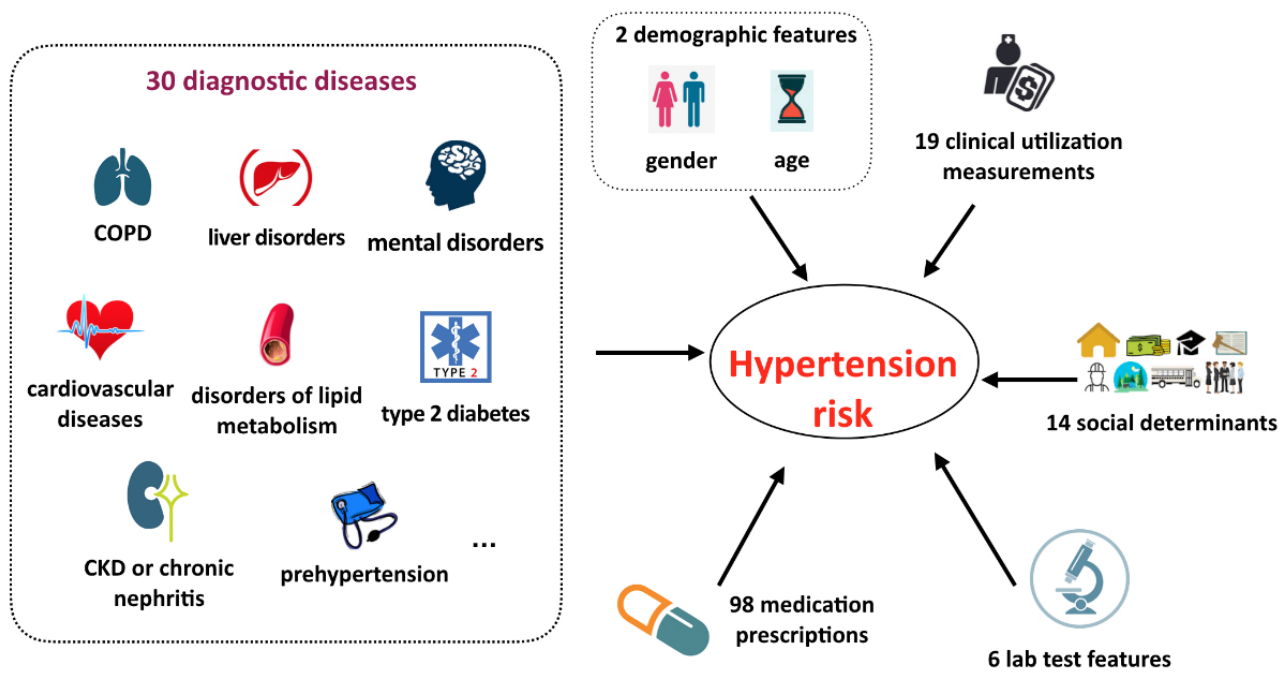 30 diagnostic diseases
COPD
liver disorders
mental disorders
cardiovascular
diseases
disorders of lipid
metabolism
TYPE 2
type 2 diabetes
CKD or chronic
nephritis
prehypertension
...
2 demographic features
gender
age
$
19 clinical utilization
measurements
Hypertension
risk
14 social determinants
98 medication
prescriptions
6 lab test features